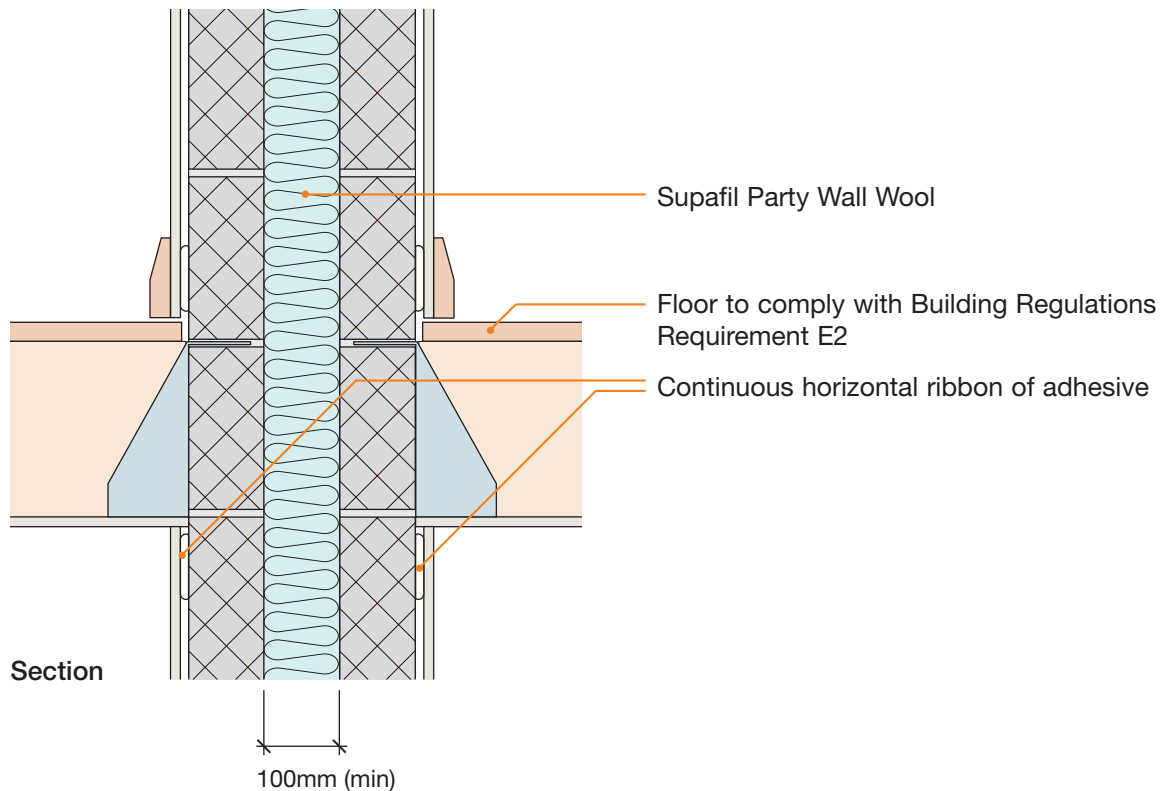 Supafil Party Wall Wool
Floor to comply with Building Regulations
Requirement E2
Continuous horizontal ribbon of adhesive
Section
100mm (min)